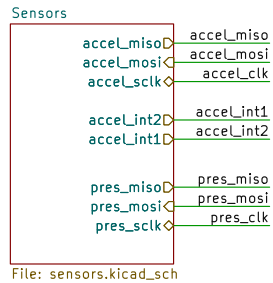 Sensors
accel_miso accel_miso
accel_mosi accel_mosi
accel_sclk accel_clk
accel_int2 accel_int1
accel_int1 accel_int2
pres_miso pres_miso
pres_mosi pres_mosi
pres_sclk pres_clk
File: sensors.kicad_sch